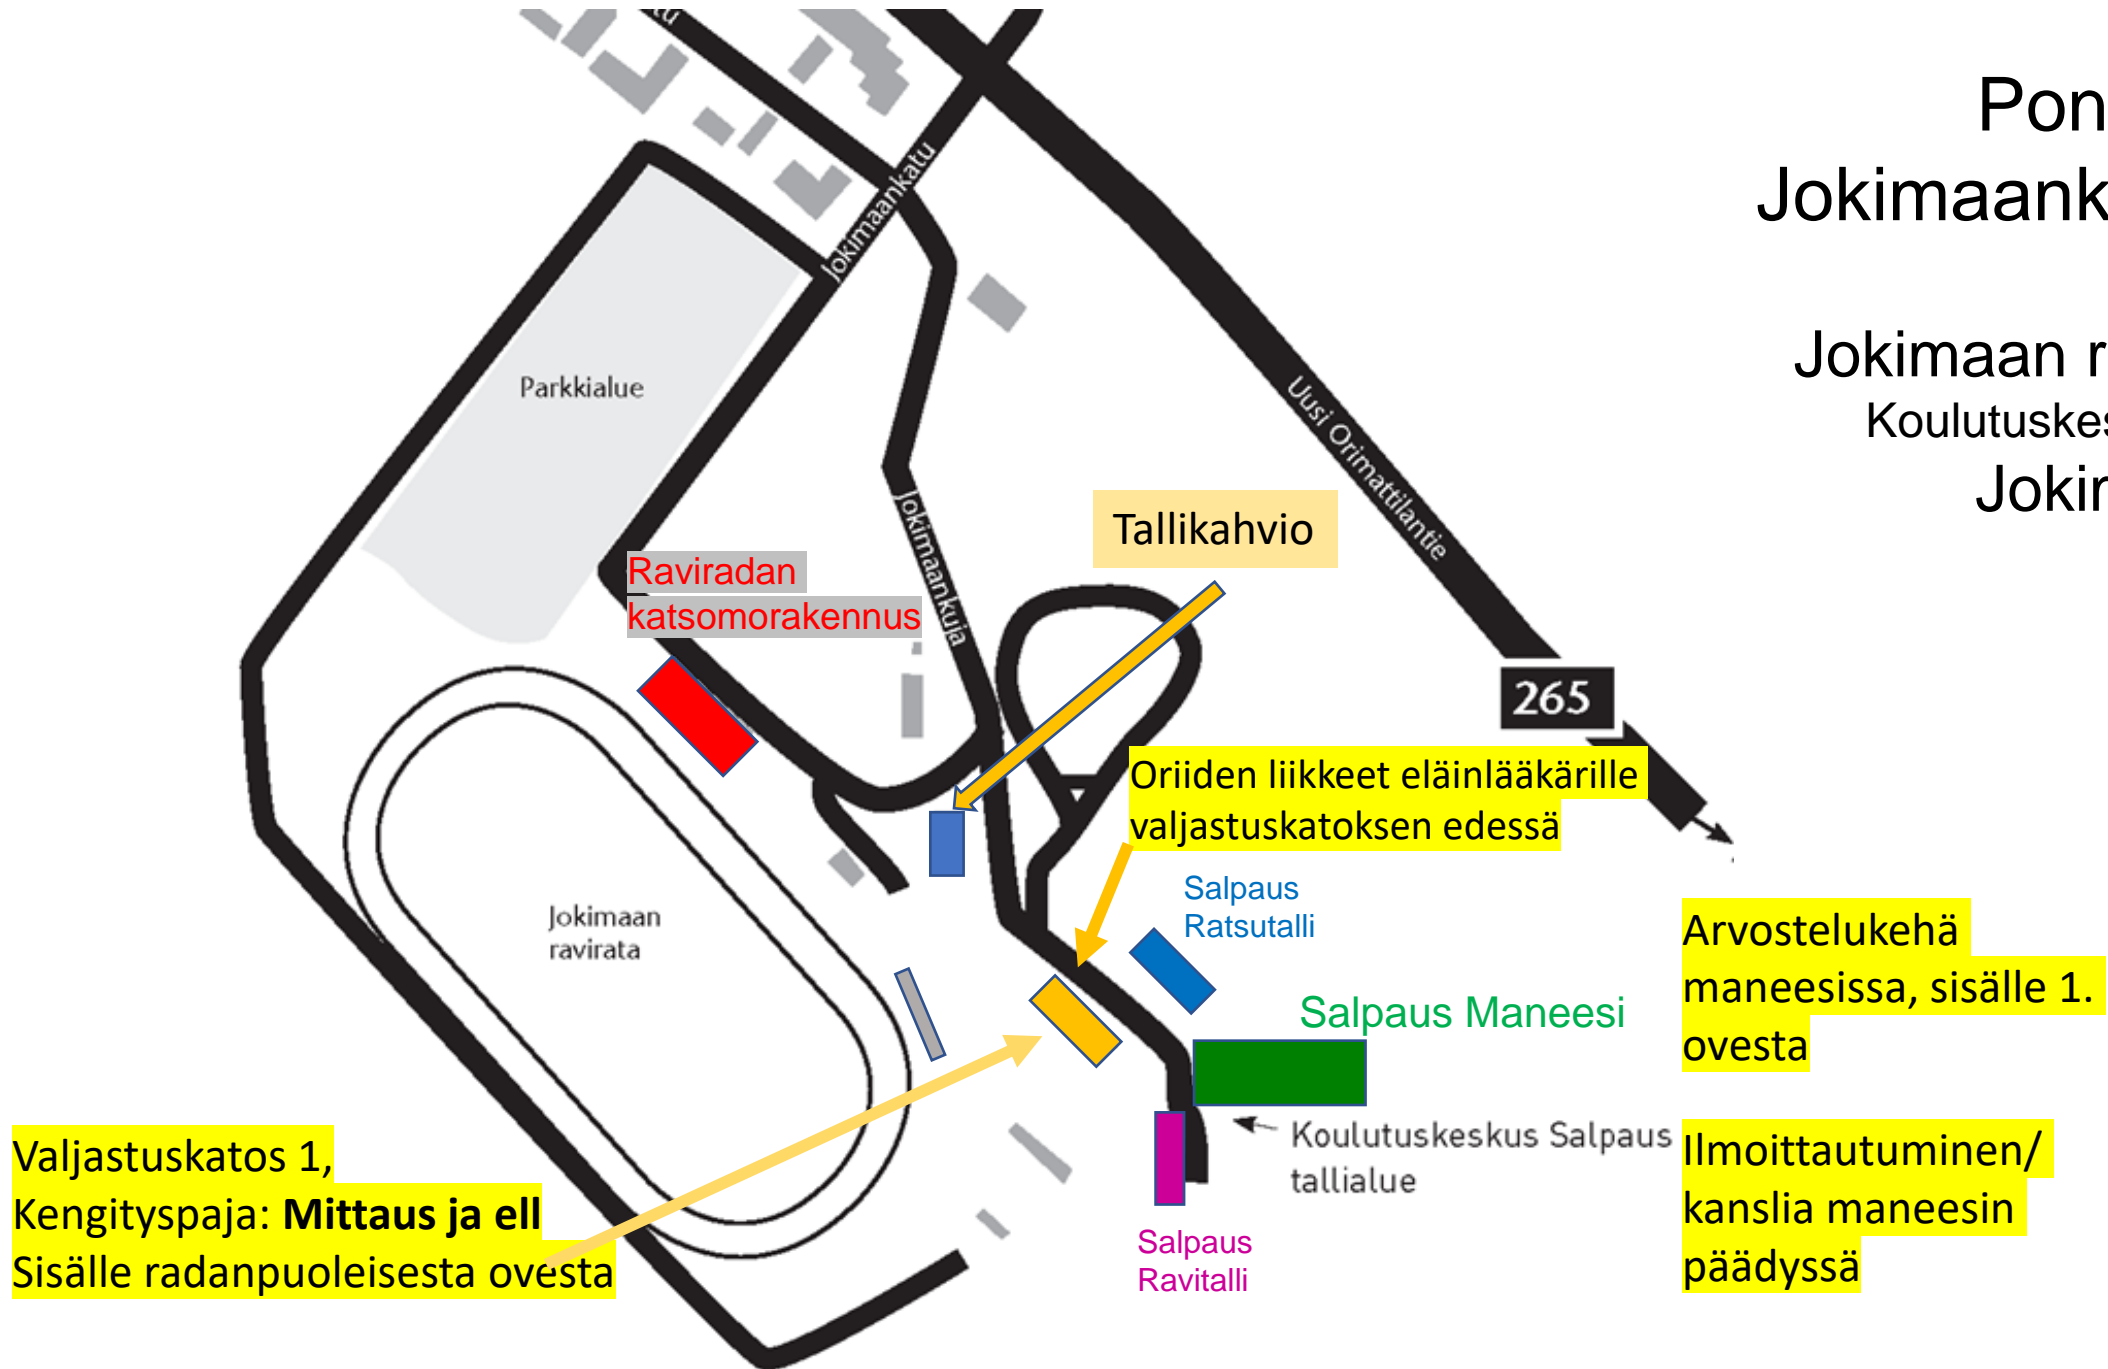 Pon
Jokimaank
Jokimaan r
Koulutuskes
Jokimaankatu
Parkkialue
Uusi Orimattilantie
Jokimaankuja
Tallikahvio
Raviradan
katsomorakennus
265
Oriiden liikkeet eläinlääkärille
valjastuskatoksen edessä
Salpaus
Ratsutalli
Jokimaan
ravirata
Arvostelukehä
maneesissa, sisälle 1.
ovesta
Salpaus Maneesi
Koulutuskeskus Salpaus
tallialue
Ilmoittautuminen/
kanslia maneesin
päädyssä
Valjastuskatos 1,
Kengityspaja: Mittaus ja ell
Sisälle radanpuoleisesta ovesta
Salpaus
Ravitalli